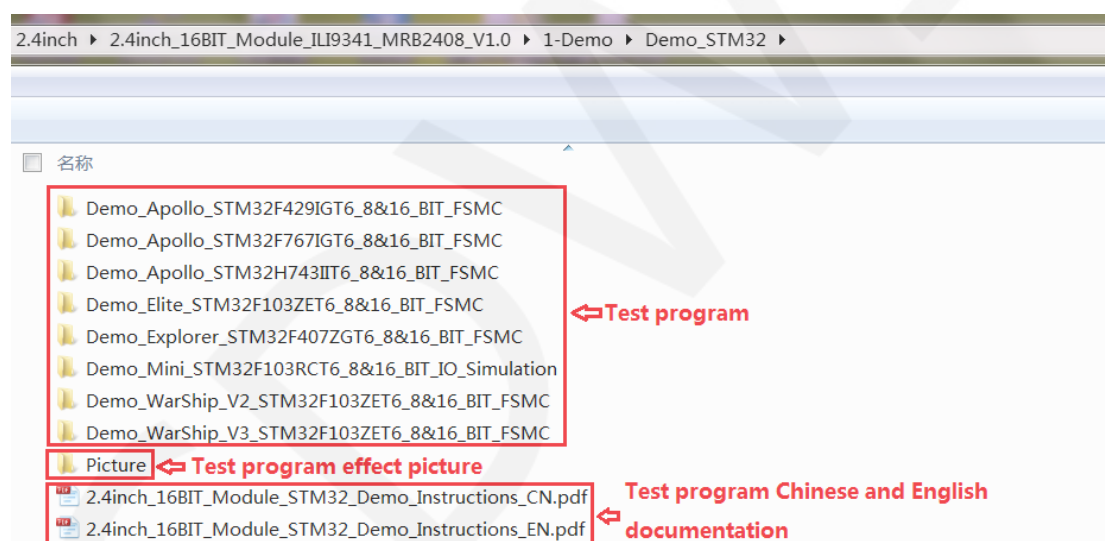 2.4inch ▸ 2.4inch_16BIT_Module_ILI9341_MRB2408_V1.0 ▸ 1-Demo ▸ Demo_STM32 ▸
名称
Demo_Apollo_STM32F429IGT6_8&16_BIT_FSMC
Demo_Apollo_STM32F767IGT6_8&16_BIT_FSMC
Demo_Apollo_STM32H743IIT6_8&16_BIT_FSMC
Demo_Elite_STM32F103ZET6_8&16_BIT_FSMC
Test program
Demo_Explorer_STM32F407ZGT6_8&16_BIT_FSMC
Demo_Mini_STM32F103RCT6_8&16_BIT_IO_Simulation
Demo_WarShip_V2_STM32F103ZET6_8&16_BIT_FSMC
Demo_WarShip_V3_STM32F103ZET6_8&16_BIT_FSMC
Picture Test program effect picture
2.4inch_16BIT_Module_STM32_Demo_Instructions_CN.pdf
2.4inch_16BIT_Module_STM32_Demo_Instructions_EN.pdf
Test program Chinese and English
documentation